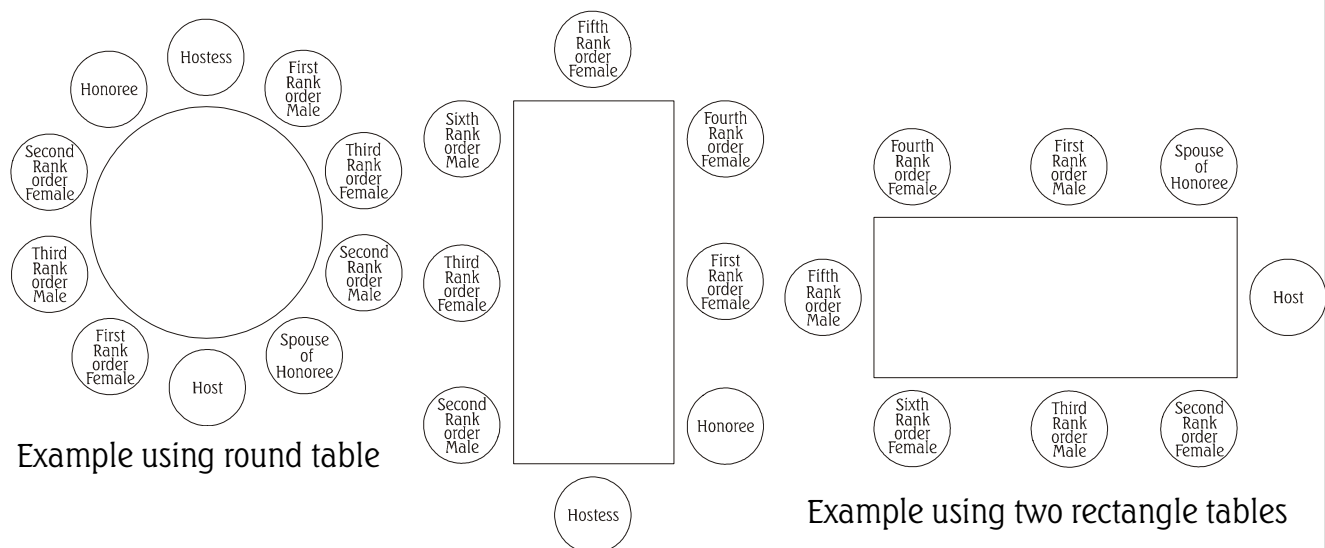 Hostess
First
Rank
order
Male
Third
Rank
order
Female
Second
Rank
order
Male
Spouse
of
Honoree
Host
First
Rank
order
Female
Third
Rank
order
Male
Second
Rank
order
Female
Honoree
Example using round table
Fifth
Rank
order
Female
Fourth
Rank
order
Female
First
Rank
order
Female
Honoree
Hostess
Second
Rank
order
Male
Third
Rank
order
Female
Sixth
Rank
order
Male
Fourth
Rank
order
Female
First
Rank
order
Male
Spouse
of
Honoree
Host
Second
Rank
order
Female
Third
Rank
order
Male
Sixth
Rank
order
Female
Fifth
Rank
order
Male
Example using two rectangle tables